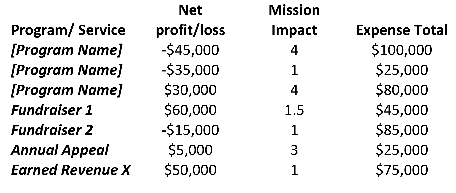 Net Mission
Program/ Service profit/loss Impact Expense Total
[Program Name] -$45,000 4 $100,000
[Program Name] -$35,000 1 $25,000
[Program Name] $30,000 4 $80,000
Fundraiser 1 $60,000 1.5 $45,000
Fundraiser 2 -$15,000 1 $85,000
Annual Appeal $5,000 3 $25,000
Earned Revenue X $50,000 1 $75,000